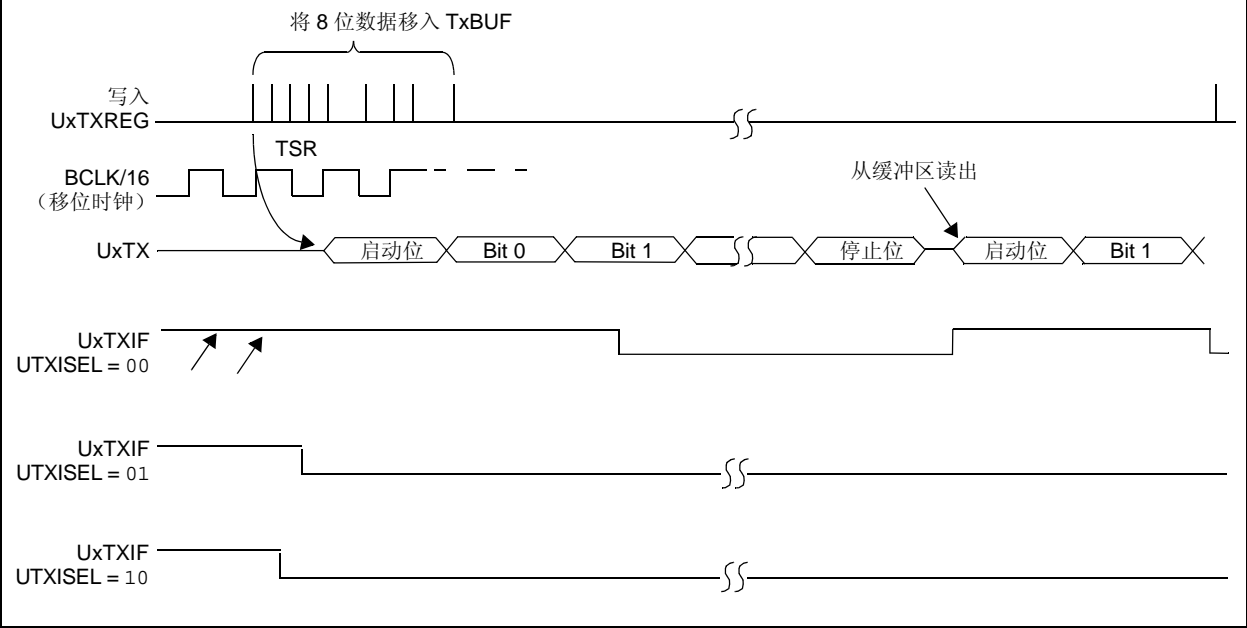 将 8 位数据移入 TxBUF
写入
UxTXREG
TSR
BCLK/16
（移位时钟）
从缓冲区读出
UxTX
启动位
Bit 0
Bit 1
停止位
启动位
Bit 1
UxTXIF
UTXISEL = 00
UxTXIF
UTXISEL = 01
UxTXIF
UTXISEL = 10